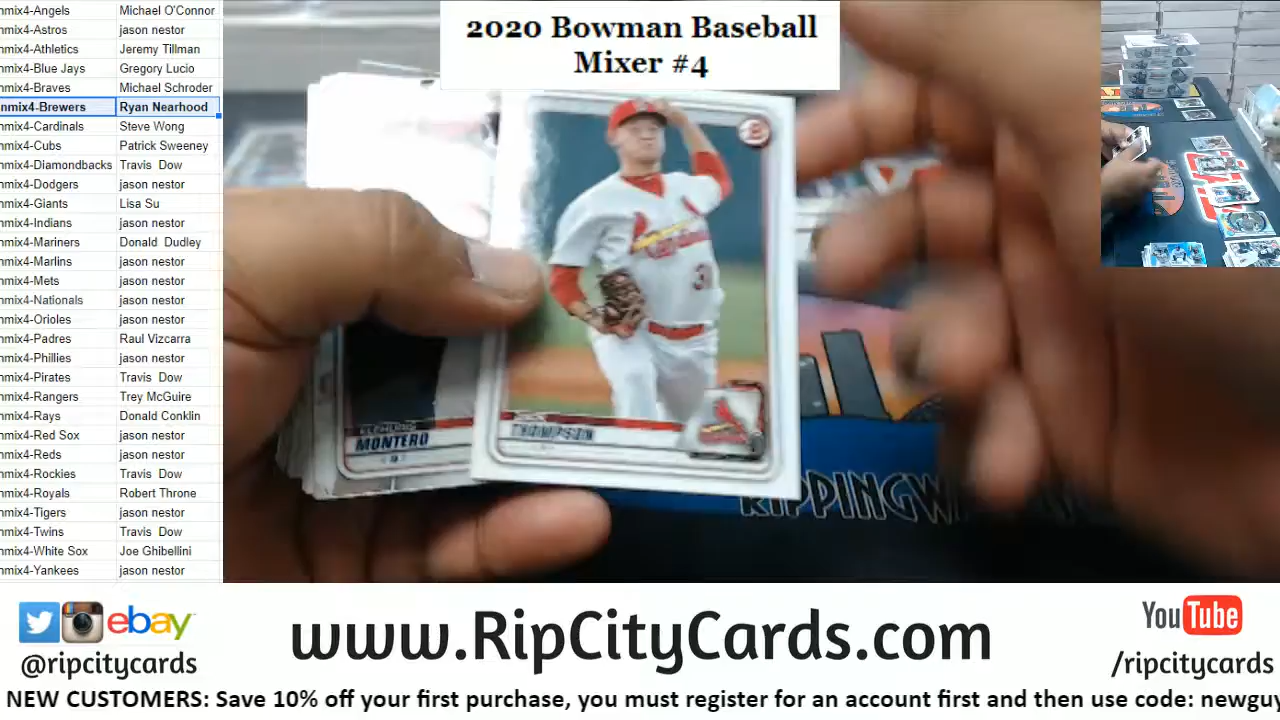 2020 Bowman Baseball
Mixer #4
nmix4-Angels Michael O'Connor
nmix4-Astros jason nestor
nmix4-Athletics Jeremy Tillman
nmix4-Blue Jays Gregory Lucio
nmix4-Braves Michael Schroder
nmix4-Brewers Ryan Nearhood
nmix4-Cardinals Steve Wong
nmix4-Cubs Patrick Sweeney
nmix4-Diamondbacks Travis Dow
nmix4-Dodgers jason nestor
nmix4-Giants Lisa Su
nmix4-Indians jason nestor
nmix4-Mariners Donald Dudley
nmix4-Marlins jason nestor
nmix4-Mets jason nestor
nmix4-Nationals jason nestor
nmix4-Orioles jason nestor
nmix4-Padres Raul Vizcarra
nmix4-Phillies jason nestor
nmix4-Pirates Travis Dow
nmix4-Rangers Trey McGuire
nmix4-Rays Donald Conklin
nmix4-Red Sox jason nestor
nmix4-Reds jason nestor
nmix4-Rockies Travis Dow
nmix4-Royals Robert Throne
nmix4-Tigers jason nestor
nmix4-Twins Travis Dow
nmix4-White Sox Joe Ghibellini
nmix4-Yankees jason nestor
MONTERO
THOMPSON
RIPPINGW
ebay
@ripcitycards
www.RipCityCards.com
YouTube
/ripcitycards
NEW CUSTOMERS: Save 10% off your first purchase, you must register for an account first and then use code: newguy